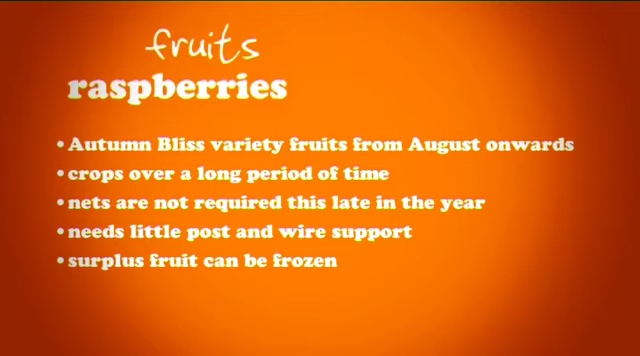 fruits
raspberries
•Autumn Bliss variety fruits from August onwards
•crops over a long period of time
•nets are not required this late in the year
•needs little post and wire support
•surplus fruit can be frozen